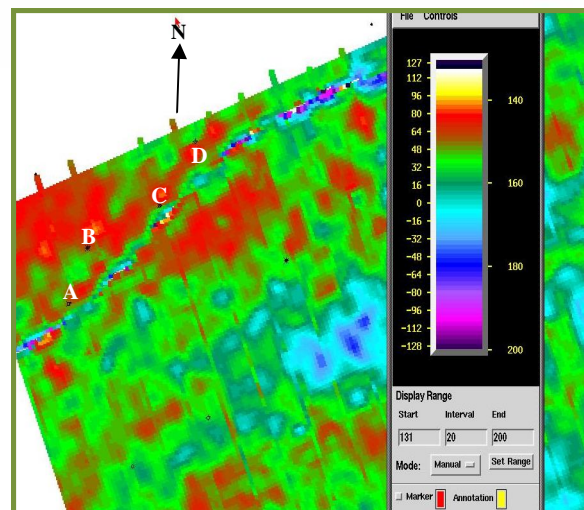 N
D
C
B
A
File Controls
127
112
96
80
64
48
32
16
0
-16
-32
-48
-64
-80
-96
-112
-128
140
160
180
200
Display Range
Start Interval End
131 20 200
Mode: Manual Set Range
Marker Annotation